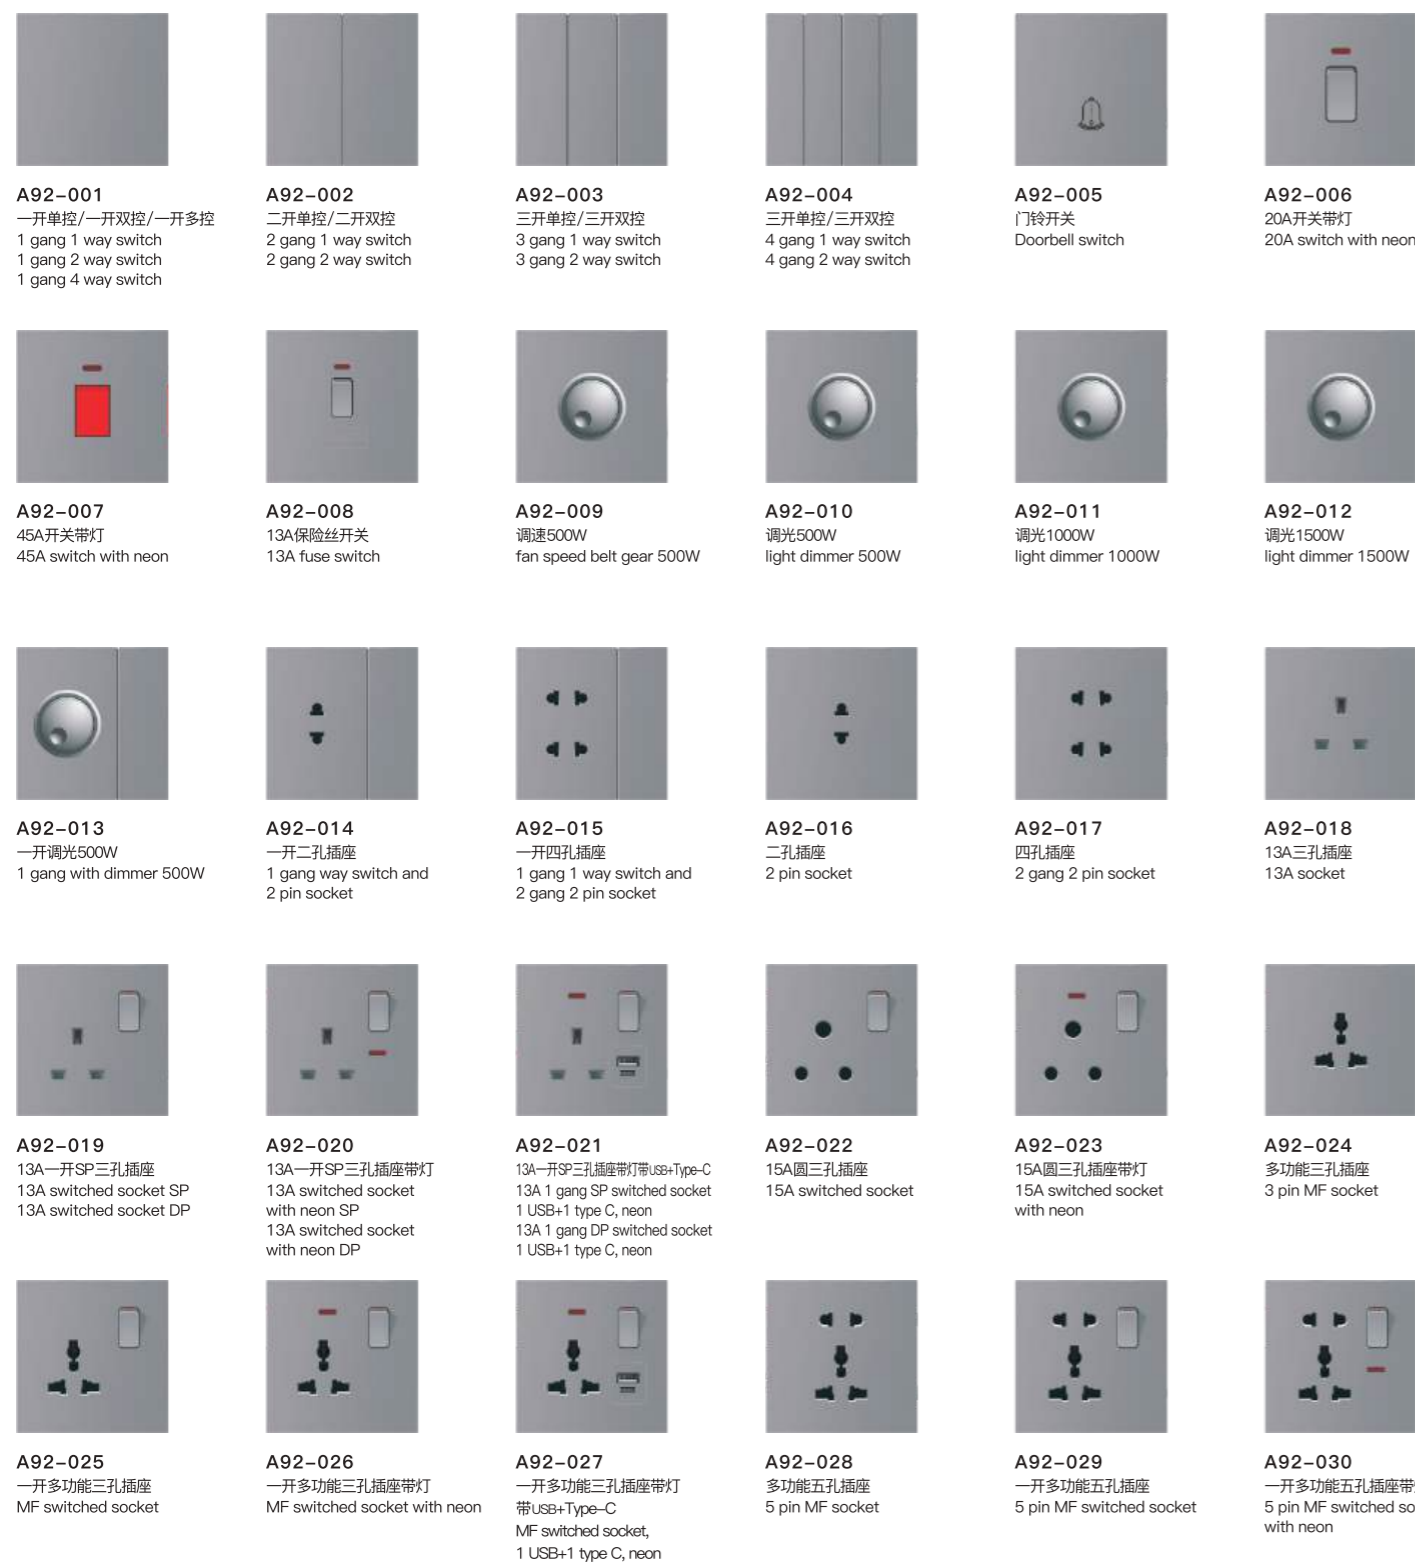 A92-001
一开单控/一开双控/一开多控
1 gang 1 way switch
1 gang 2 way switch
1 gang 4 way switch
A92-002
二开单控/二开双控
2 gang 1 way switch
2 gang 2 way switch
A92-003
三开单控/三开双控
3 gang 1 way switch
3 gang 2 way switch
A92-004
三开单控/三开双控
4 gang 1 way switch
4 gang 2 way switch
A92-005
门铃开关
Doorbell switch
A92-006
20A开关带灯
20A switch with neon
A92-007
45A开关带灯
45A switch with neon
A92-008
13A保险丝开关
13A fuse switch
A92-009
调速500W
fan speed belt gear 500W
A92-010
调光500W
light dimmer 500W
A92-011
调光1000W
light dimmer 1000W
A92-012
调光1500W
light dimmer 1500W
A92-013
一开调光500W
1 gang with dimmer 500W
A92-014
一开二孔插座
1 gang way switch and
2 pin socket
A92-015
一开四孔插座
1 gang 1 way switch and
2 gang 2 pin socket
A92-016
二孔插座
2 pin socket
A92-017
四孔插座
2 gang 2 pin socket
A92-018
13A三孔插座
13A socket
A92-019
13A一开SP三孔插座
13A switched socket SP
13A switched socket DP
A92-020
13A一开SP三孔插座带灯
13A switched socket
with neon SP
13A switched socket
with neon DP
A92-021
13A一开SP三孔插座带灯带USB+Type-C
13A 1 gang SP switched socket
1 USB+1 type C, neon
13A 1 gang DP switched socket
1 USB+1 type C, neon
A92-022
15A圆三孔插座
15A switched socket
A92-023
15A圆三孔插座带灯
15A switched socket
with neon
A92-024
多功能三孔插座
3 pin MF socket
A92-025
一开多功能三孔插座
MF switched socket
A92-026
一开多功能三孔插座带灯
MF switched socket with neon
A92-027
一开多功能三孔插座带灯
带USB+Type-C
MF switched socket,
1 USB+1 type C, neon
A92-028
多功能五孔插座
5 pin MF socket
A92-029
一开多功能五孔插座
5 pin MF switched socket
A92-030
一开多功能五孔插座带
5 pin MF switched so
with neon